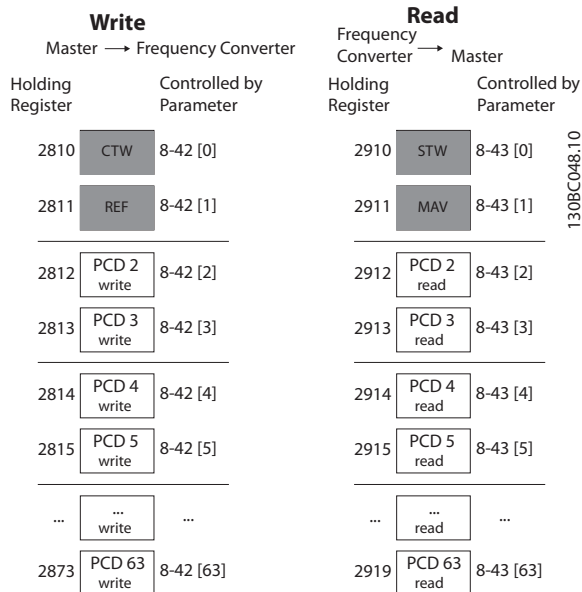 Write
Master → Frequency Converter
Holding Register
Controlled by Parameter
2810 CTW 8-42 [0]
2811 REF 8-42 [1]
2812 PCD 2 write 8-42 [2]
2813 PCD 3 write 8-42 [3]
2814 PCD 4 write 8-42 [4]
2815 PCD 5 write 8-42 [5]
... ... write ...
2873 PCD 63 write 8-42 [63]
Read
Frequency Converter → Master
Holding Register
Controlled by Parameter
2910 STW 8-43 [0]
2911 MAV 8-43 [1]
2912 PCD 2 read 8-43 [2]
2913 PCD 3 read 8-43 [3]
2914 PCD 4 read 8-43 [4]
2915 PCD 5 read 8-43 [5]
... ... read ...
2919 PCD 63 read 8-43 [63]
130BC048.10